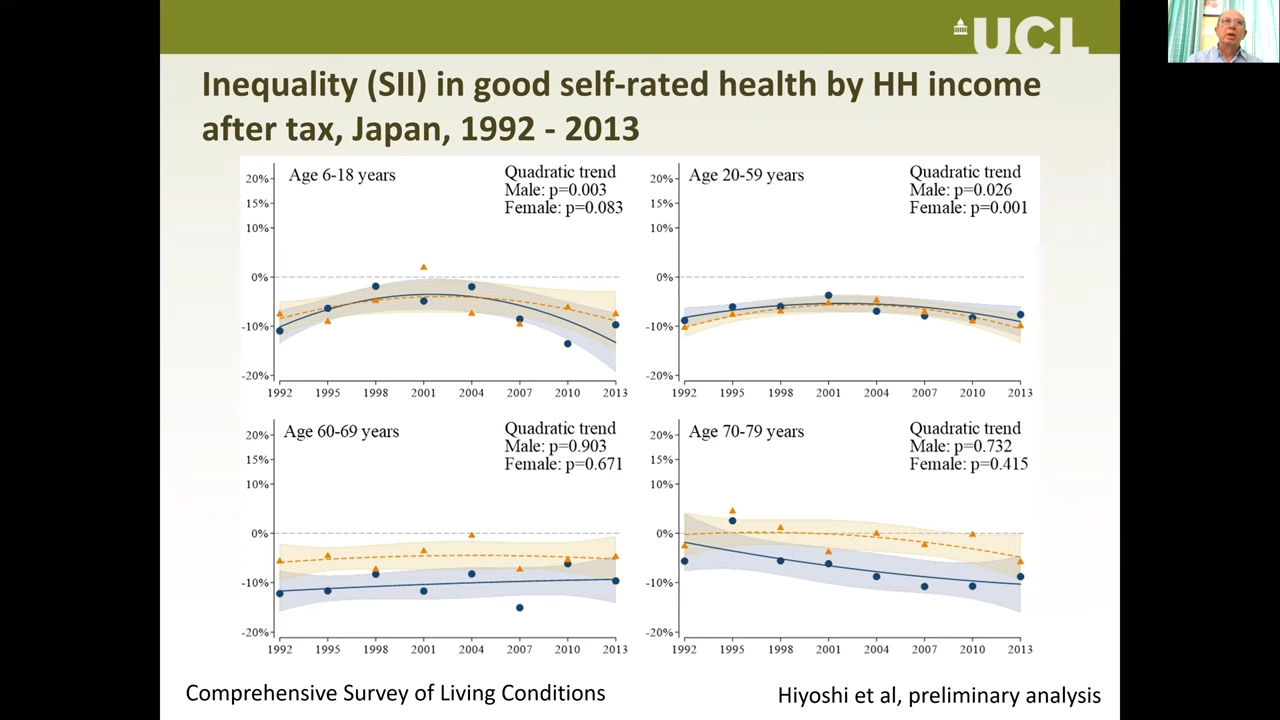 UCL
Inequality (SII) in good self-rated health by HH income
after tax, Japan, 1992 - 2013
Age 6-18 years
Quadratic trend
Male: p=0.003
Female: p=0.083
20%
15%
10%
0%
-10%
-20%
1992 1995 1998 2001 2004 2007 2010 2013
Age 20-59 years
Quadratic trend
Male: p=0.026
Female: p=0.001
20%
15%
10%
0%
-10%
-20%
1992 1995 1998 2001 2004 2007 2010 2013
Age 60-69 years
Quadratic trend
Male: p=0.903
Female: p=0.671
20%
15%
10%
0%
-10%
-20%
1992 1995 1998 2001 2004 2007 2010 2013
Age 70-79 years
Quadratic trend
Male: p=0.732
Female: p=0.415
20%
15%
10%
0%
-10%
-20%
1992 1995 1998 2001 2004 2007 2010 2013
Comprehensive Survey of Living Conditions
Hiyoshi et al, preliminary analysis